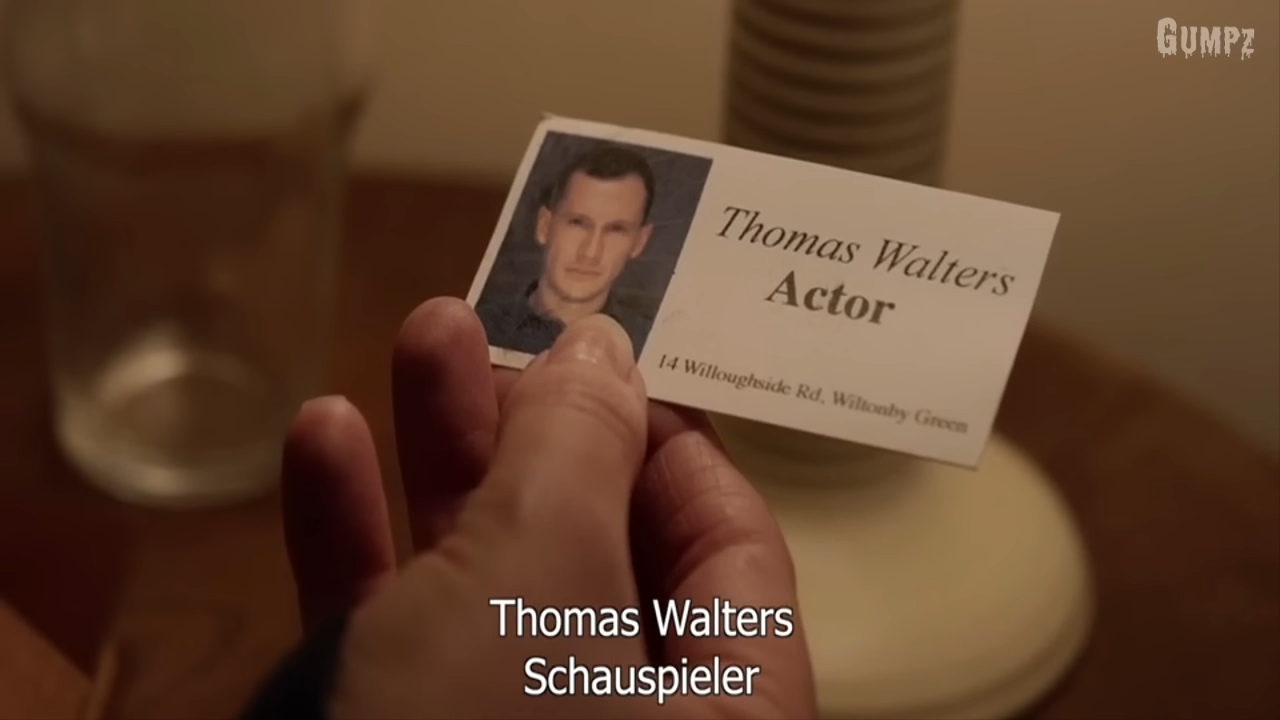 GUMPZ
Thomas Walters
Actor
14 Willoughside Rd, Wiltonby Green
Thomas Walters
Schauspieler